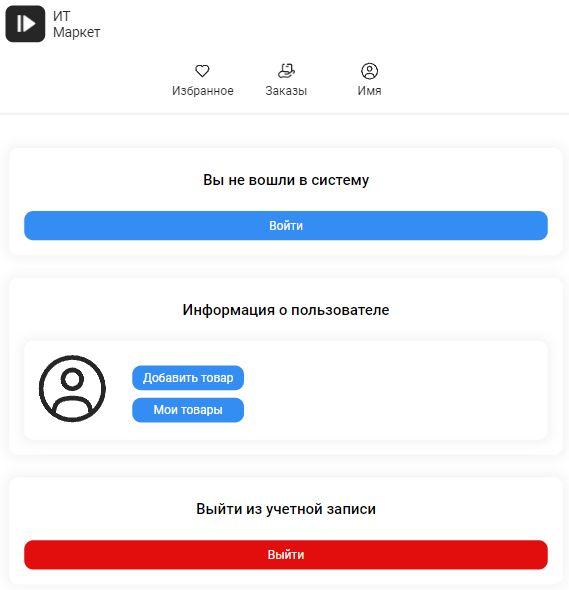 ИТ
Маркет
Избранное
Заказы
Имя
Вы не вошли в систему
Войти
Информация о пользователе
Добавить товар
Мои товары
Выйти из учетной записи
Выйти